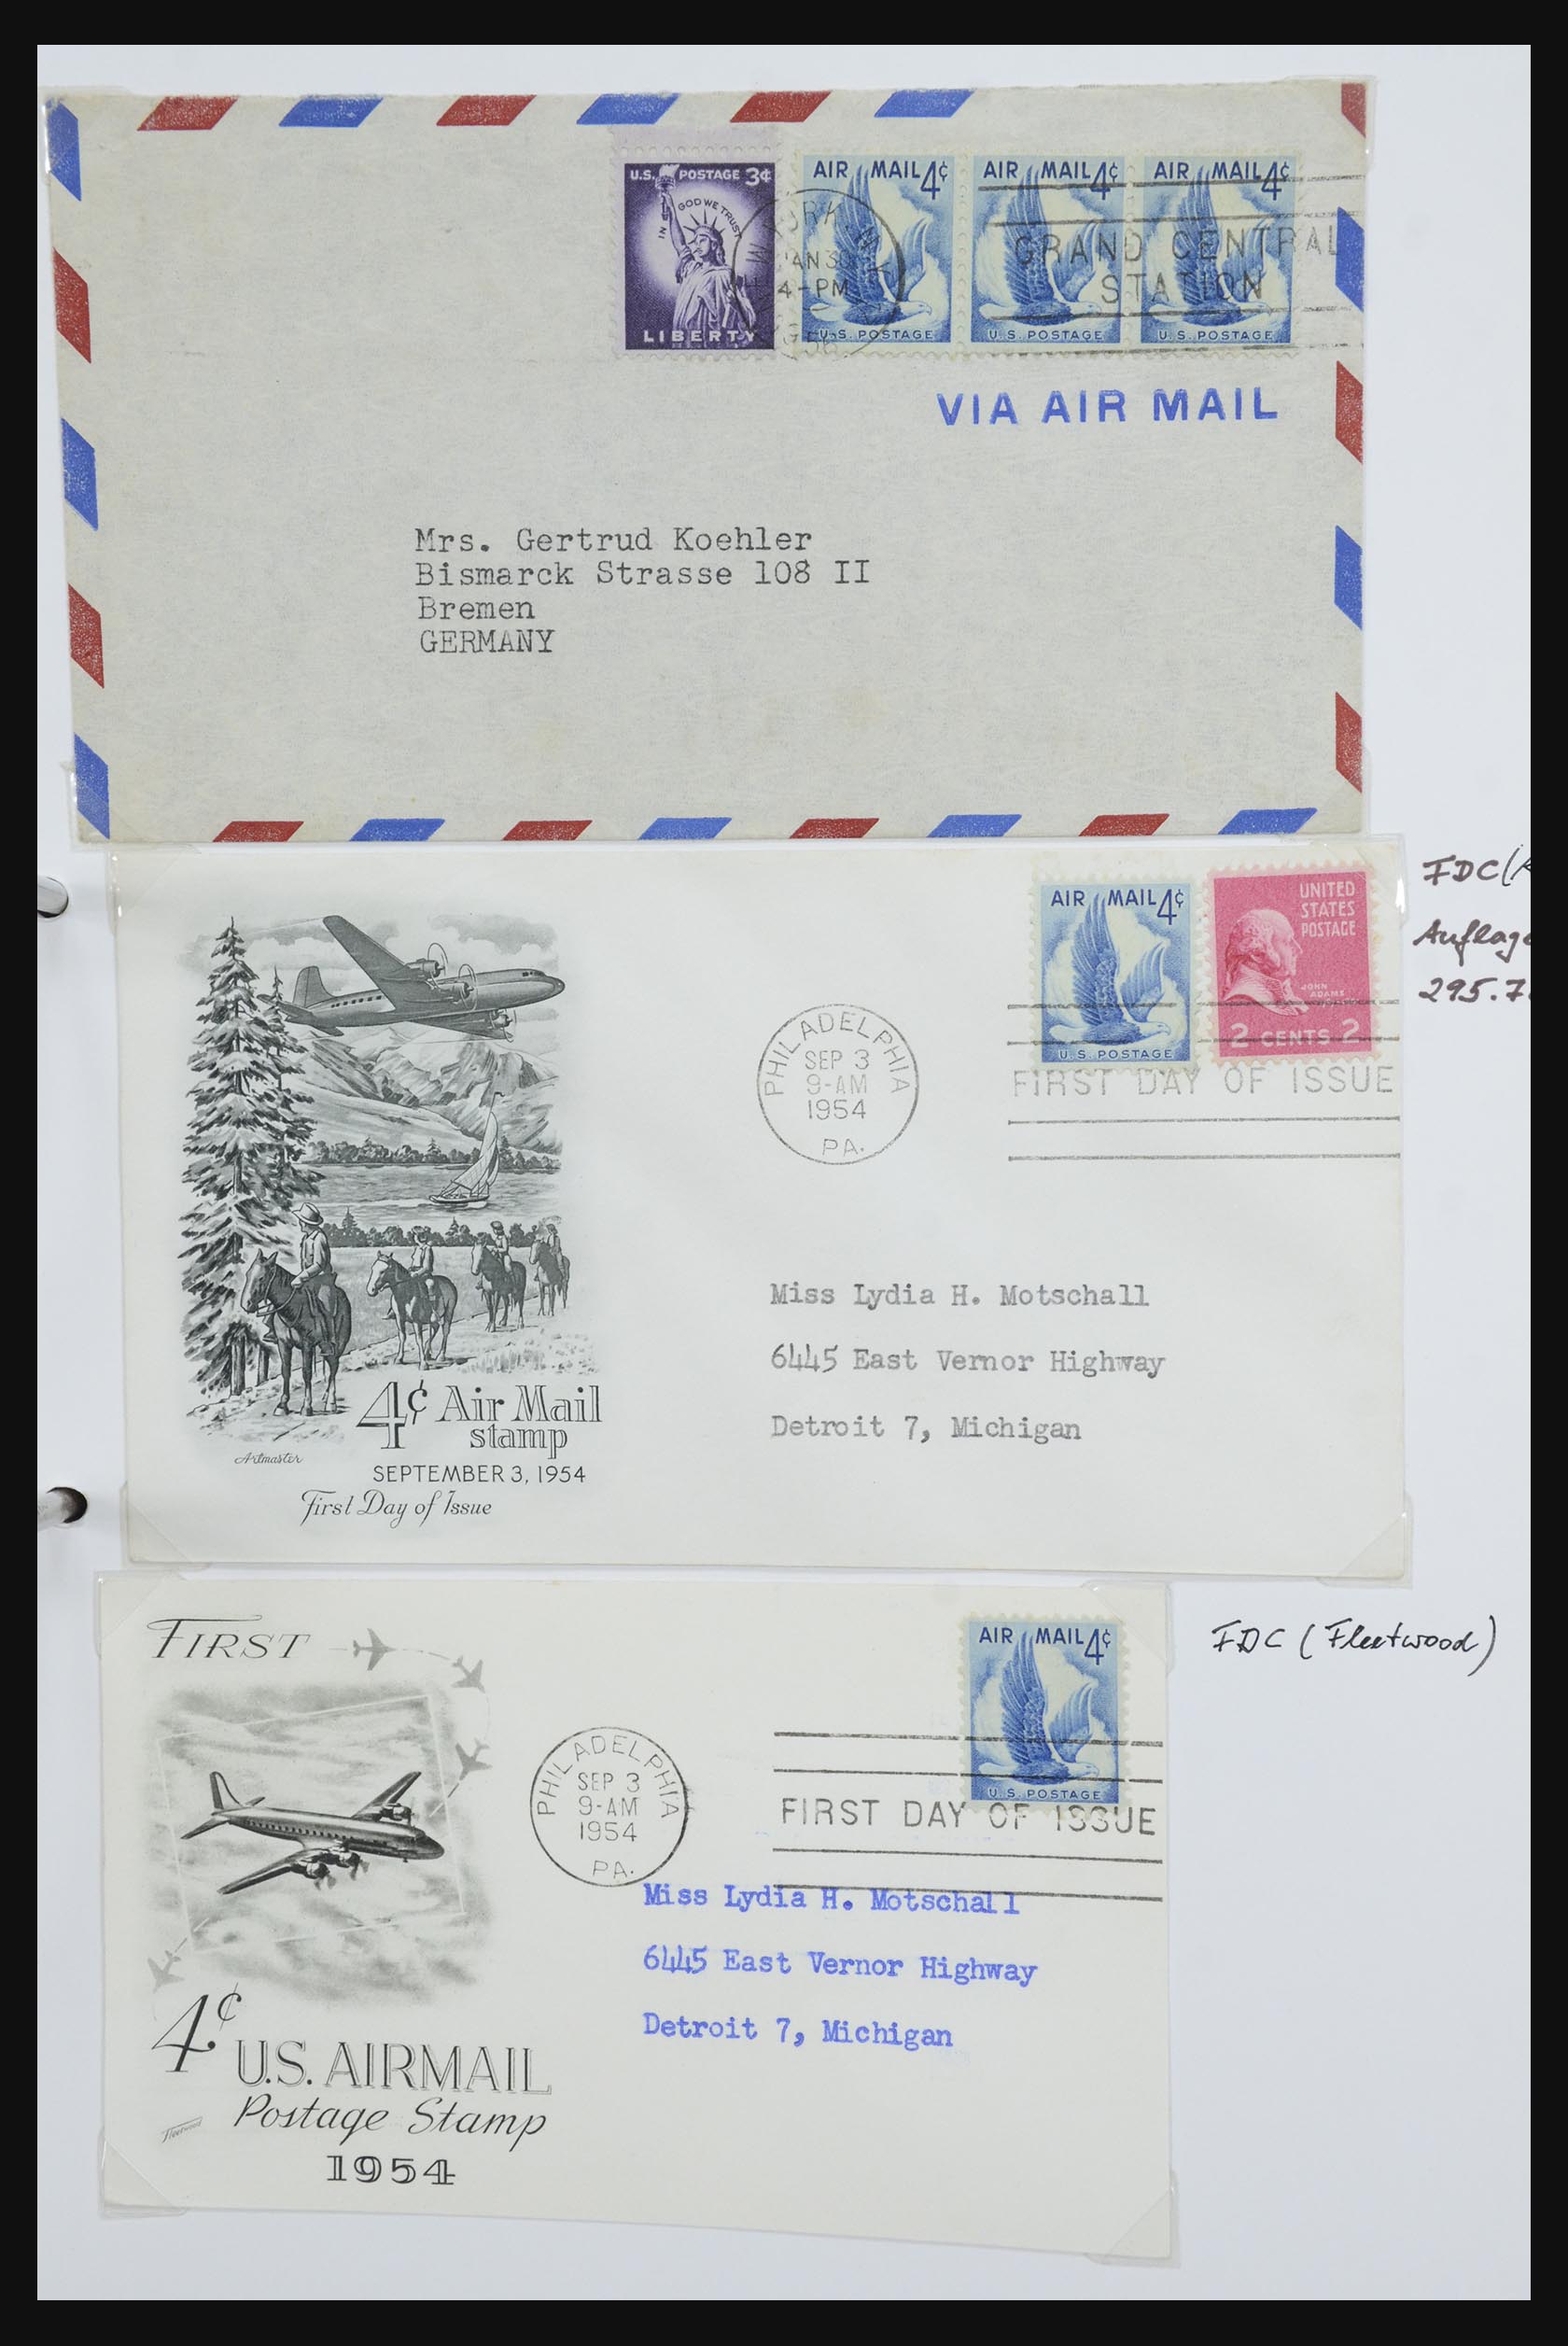 U.S. POSTAGE 3¢
IN GOD WE TRUST
LIBERTY
AIR MAIL 4¢
U.S. POSTAGE
AIR MAIL 4¢
U.S. POSTAGE
AIR MAIL 4¢
U.S. POSTAGE
JAN 30
4-PM
1956
GRAND CENTRAL
STATION
VIA AIR MAIL
Mrs. Gertrud Koehler
Bismarck Strasse 108 II
Bremen
GERMANY
AIR MAIL 4¢
U.S. POSTAGE
UNITED
STATES
POSTAGE
JOHN
ADAMS
2 CENTS 2
FDC
Auflage
295.7
PHILADELPHIA
SEP 3
9-AM
1954
PA.
FIRST DAY OF ISSUE
Miss Lydia H. Motschall
6445 East Vernor Highway
Detroit 7, Michigan
4¢ Air Mail
stamp
Artmaster
SEPTEMBER 3, 1954
First Day of Issue
FIRST
AIR MAIL 4¢
U.S. POSTAGE
FDC (Fleetwood)
PHILADELPHIA
SEP 3
9-AM
1954
PA.
FIRST DAY OF ISSUE
Miss Lydia H. Motschall
6445 East Vernor Highway
Detroit 7, Michigan
4¢
U.S. AIRMAIL
Postage Stamp
Fleetwood
1954